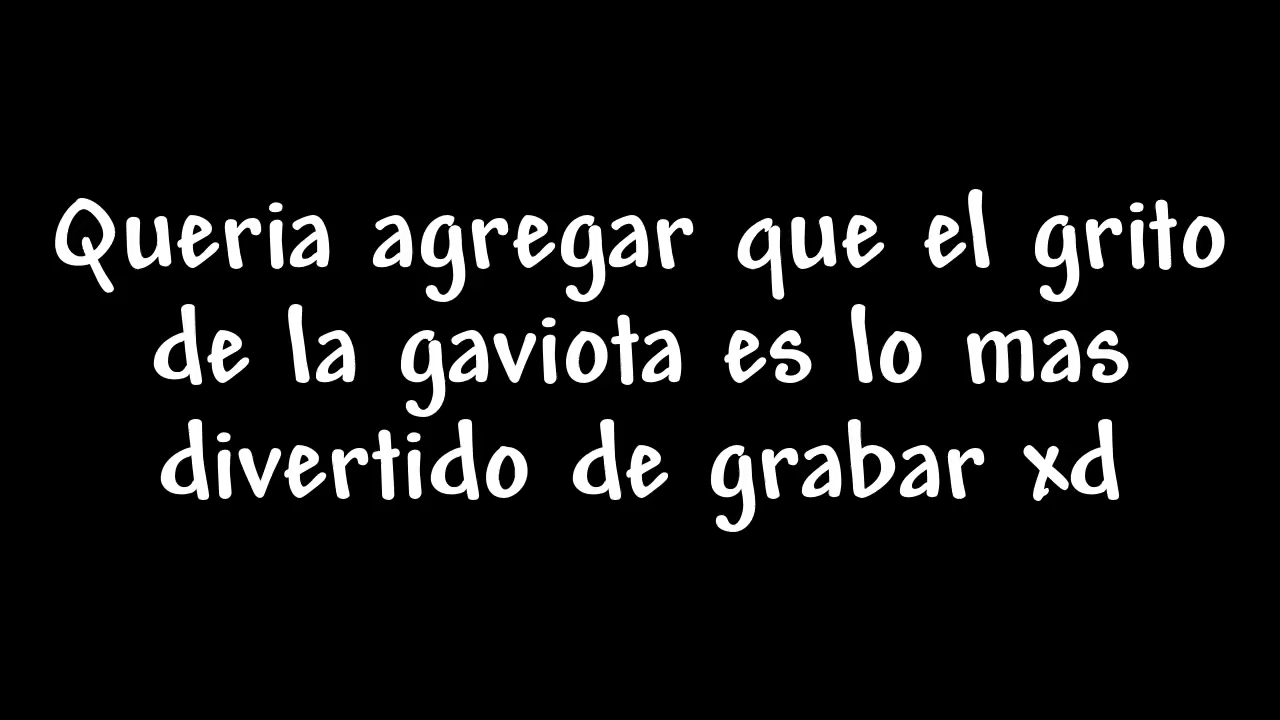 Queria agregar que el grito
de la gaviota es lo mas
divertido de grabar xd